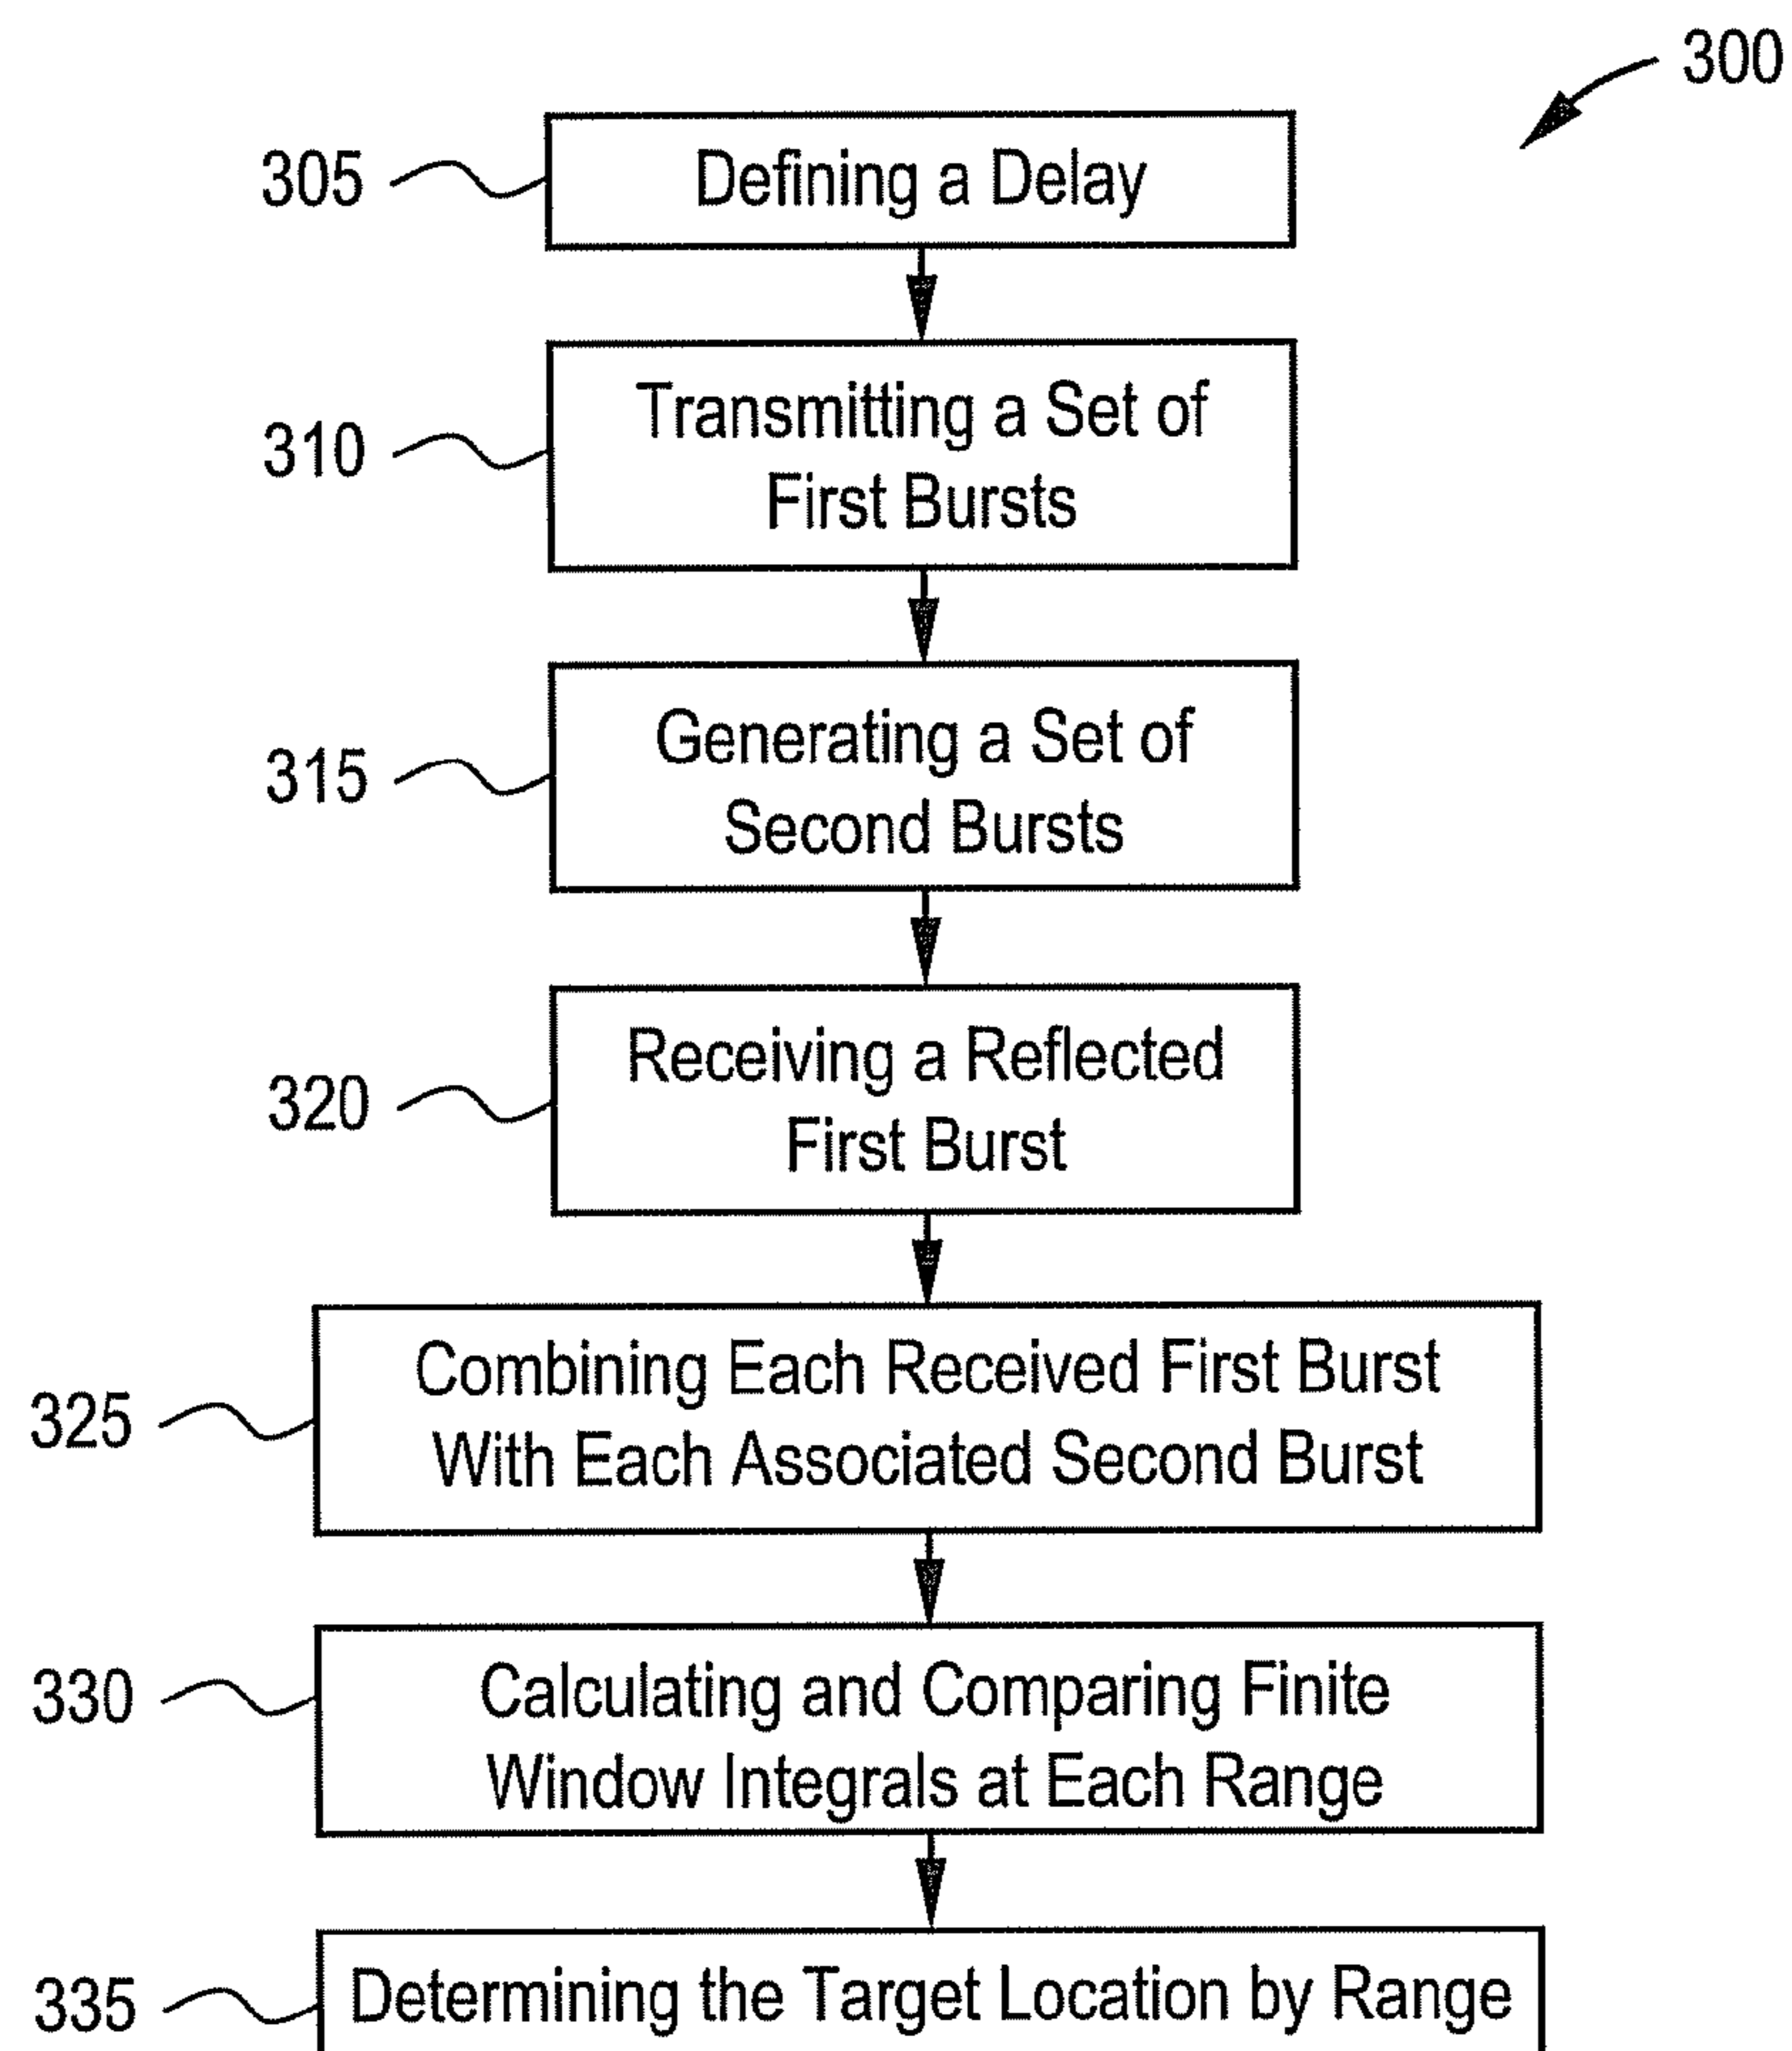 300
305
Defining a Delay
310
Transmitting a Set of
First Bursts
315
Generating a Set of
Second Bursts
320
Receiving a Reflected
First Burst
325
Combining Each Received First Burst
With Each Associated Second Burst
330
Calculating and Comparing Finite
Window Integrals at Each Range
335
Determining the Target Location by Range